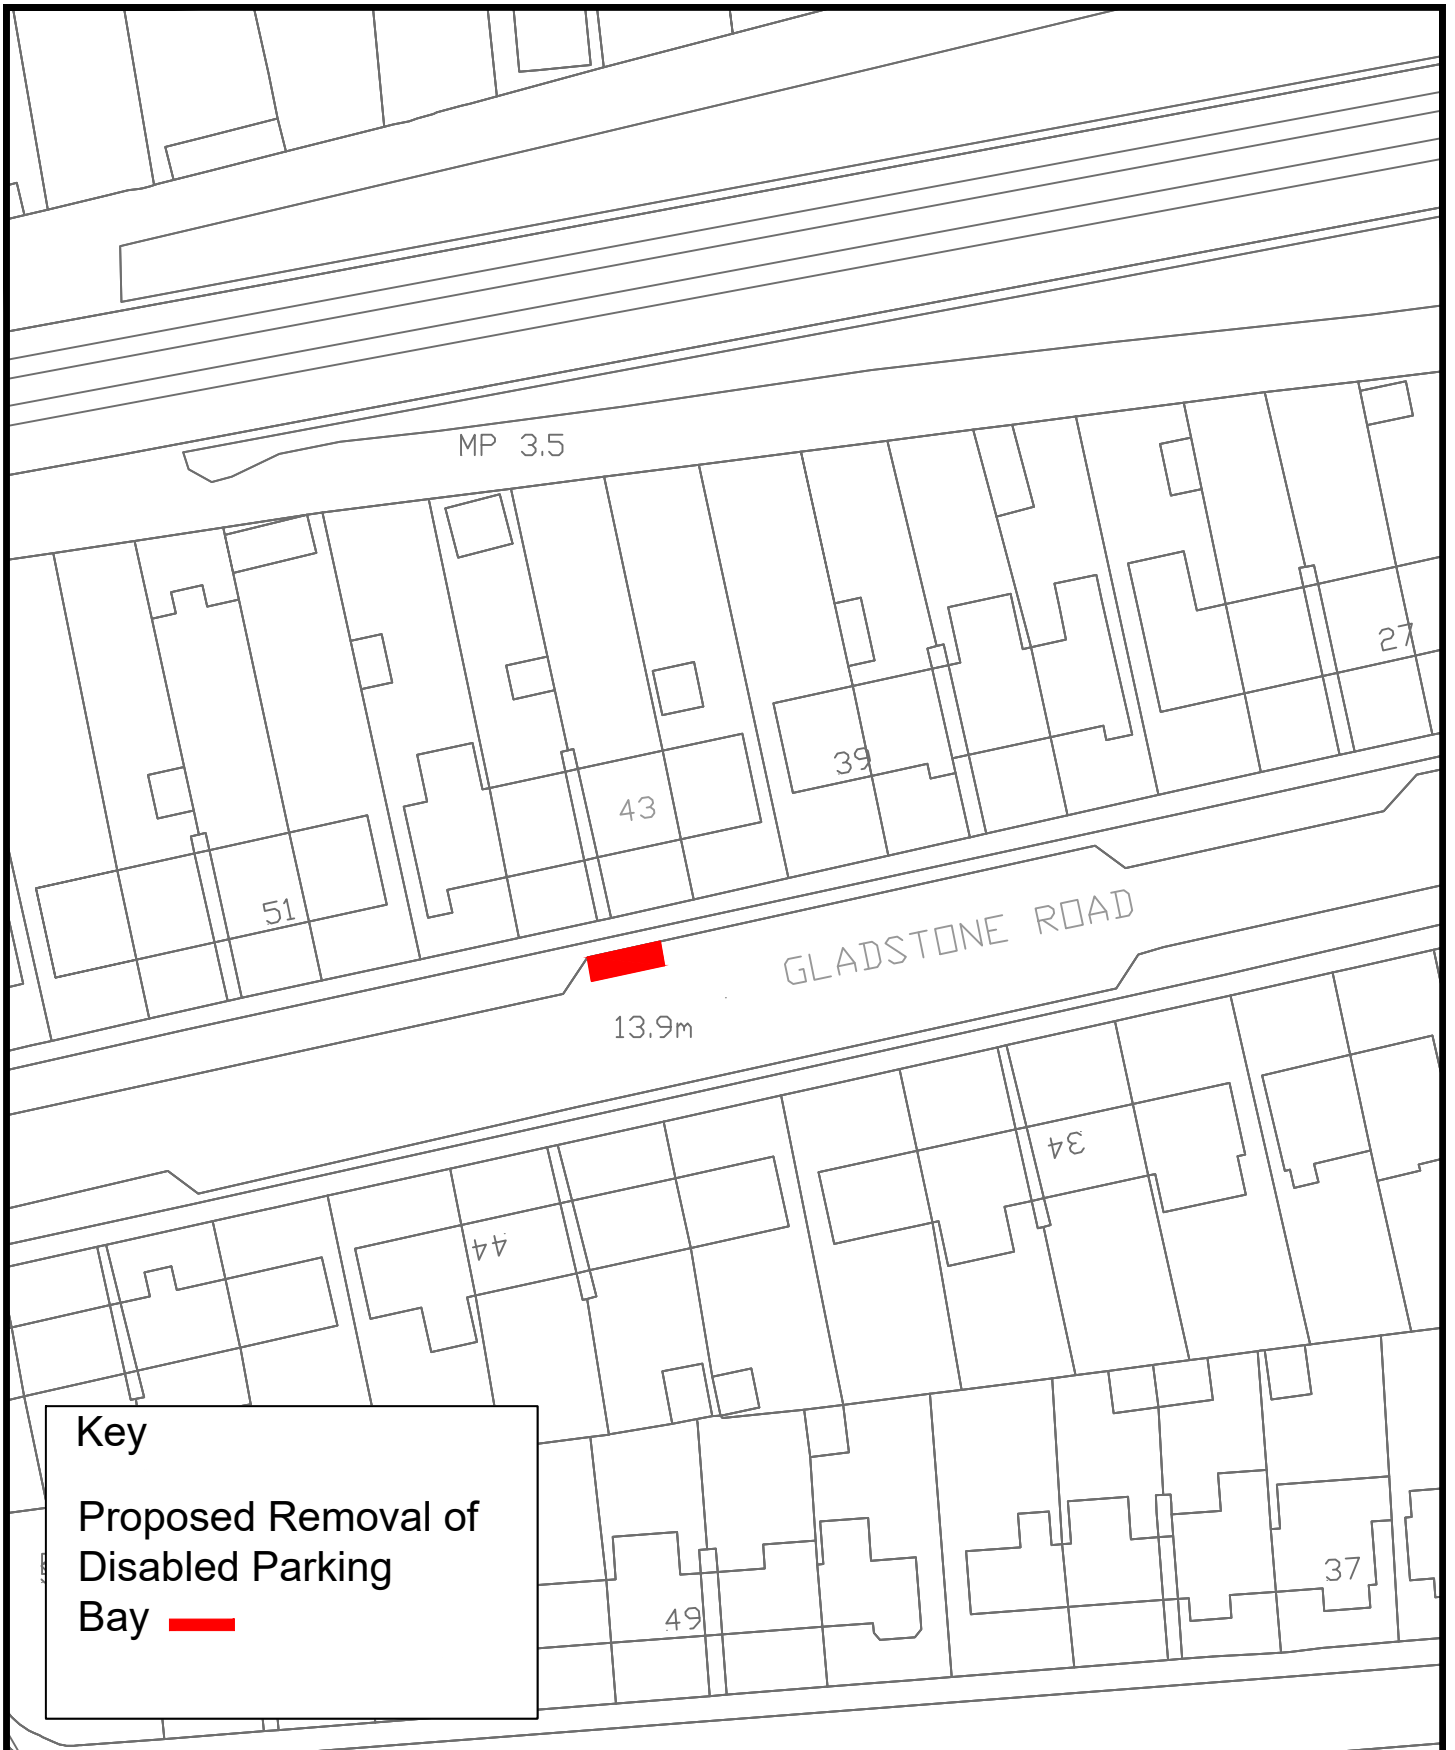 MP 3.5
27
39
43
51
GLADSTONE ROAD
13.9m
34
44
Key
Proposed Removal of
Disabled Parking
Bay
37
49